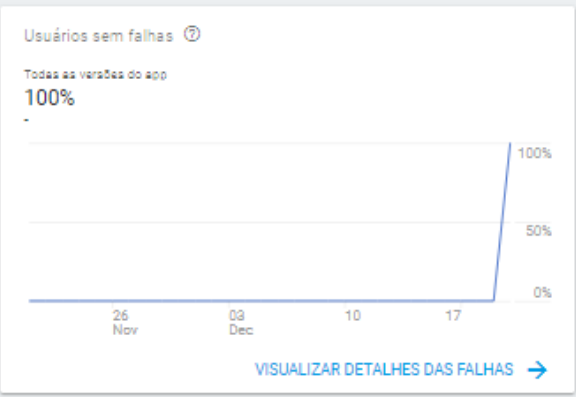 Usuários sem falhas ?
Todas as versões do app
100%
-
100%
50%
0%
26
Nov
03
Dec
10
17
VISUALIZAR DETALHES DAS FALHAS →